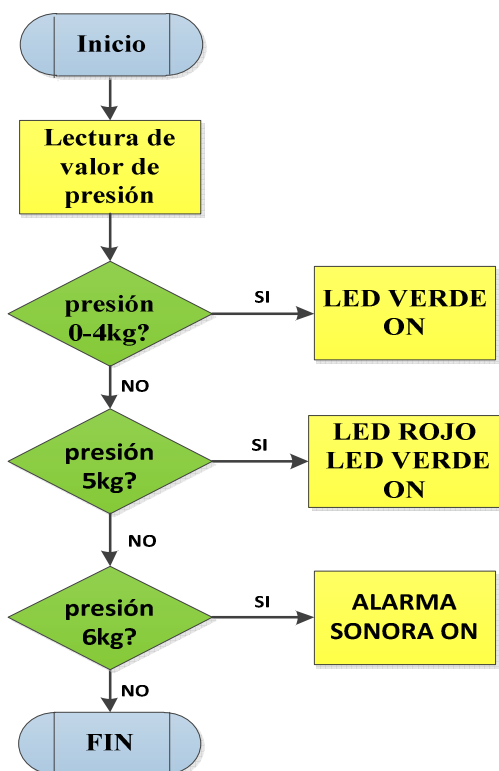 Inicio
Lectura de
valor de
presión
presión
0-4kg?
SI
LED VERDE
ON
NO
presión
5kg?
SI
LED ROJO
LED VERDE
ON
NO
presión
6kg?
SI
ALARMA
SONORA ON
NO
FIN